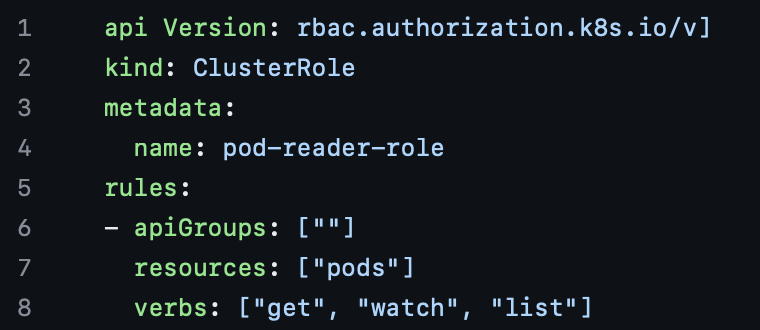 1 api Version: rbac.authorization.k8s.io/v]
2 kind: ClusterRole
3 metadata:
4   name: pod-reader-role
5 rules:
6 - apiGroups: [""]
7   resources: ["pods"]
8   verbs: ["get", "watch", "list"]